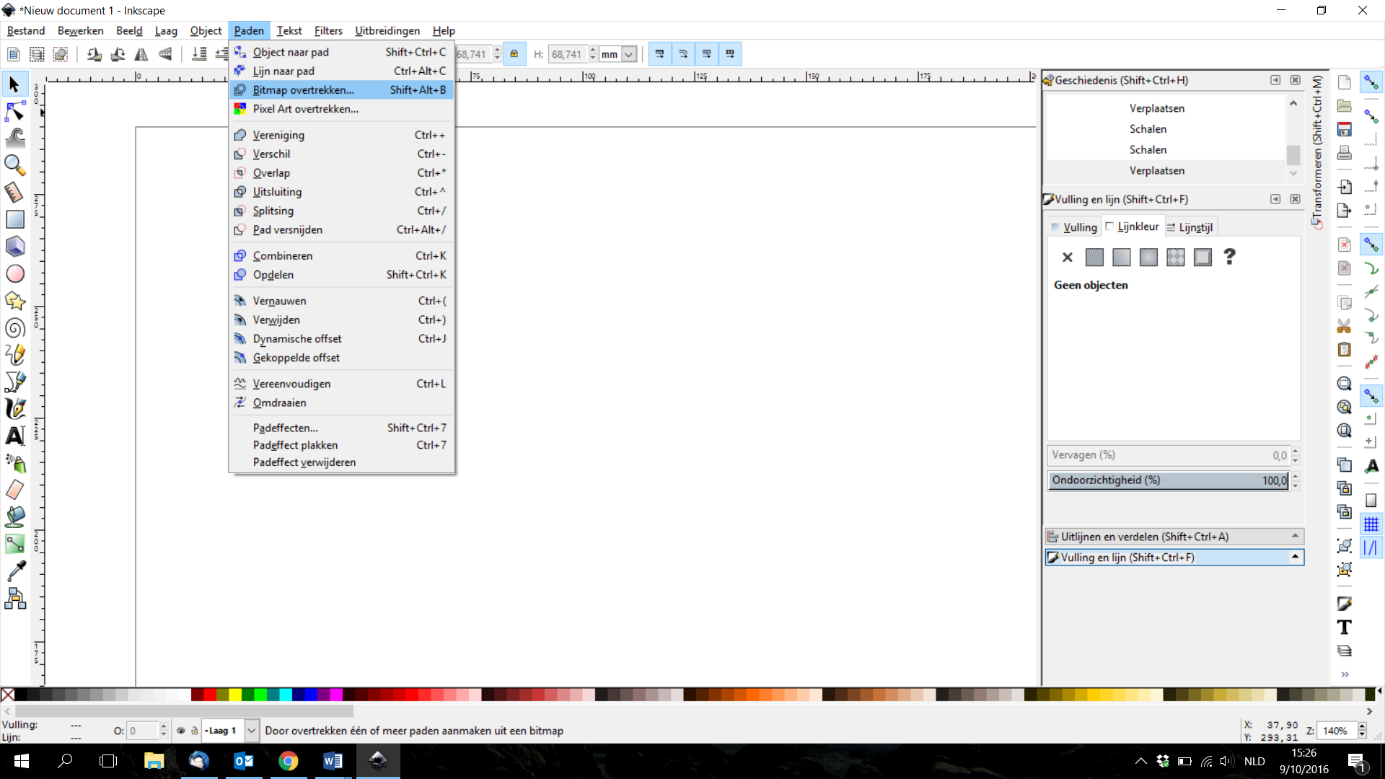 *Nieuw document 1 - Inkscape
Bestand Bewerken Beeld Laag Object Paden Tekst Filters Uitbreidingen Help
68,741 H: 68,741 mm
Object naar pad Shift+Ctrl+C
Lijn naar pad Ctrl+Alt+C
Bitmap overtrekken... Shift+Alt+B
Pixel Art overtrekken...
Vereniging Ctrl++
Verschil Ctrl+-
Overlap Ctrl+*
Uitsluiting Ctrl+^
Splitsing Ctrl+/
Pad versnijden Ctrl+Alt+/
Combineren Ctrl+K
Opdelen Shift+Ctrl+K
Vernauwen Ctrl+(
Verwijden Ctrl+)
Dynamische offset Ctrl+J
Gekoppelde offset
Vereenvoudigen Ctrl+L
Omdraaien
Padeffecten... Shift+Ctrl+7
Padeffect plakken Ctrl+7
Padeffect verwijderen
0 75 100 125 150 175
300
275
250
225
200
175
Geschiedenis (Shift+Ctrl+H)
Verplaatsen
Schalen
Schalen
Verplaatsen
Vulling en lijn (Shift+Ctrl+F)
Vulling Lijnkleur Lijnstijl
?
Geen objecten
Vervagen (%) 0,0
Ondoorzichtigheid (%) 100,0
Uitlijnen en verdelen (Shift+Ctrl+A)
Vulling en lijn (Shift+Ctrl+F)
Transformeren (Shift+Ctrl+M)
Vulling: ---
Lijn: ---
O: 0
Laag 1
Door overtrekken één of meer paden aanmaken uit een bitmap
X: 37,90
Y: 293,31
Z: 140%
NLD
15:26
9/10/2016
1